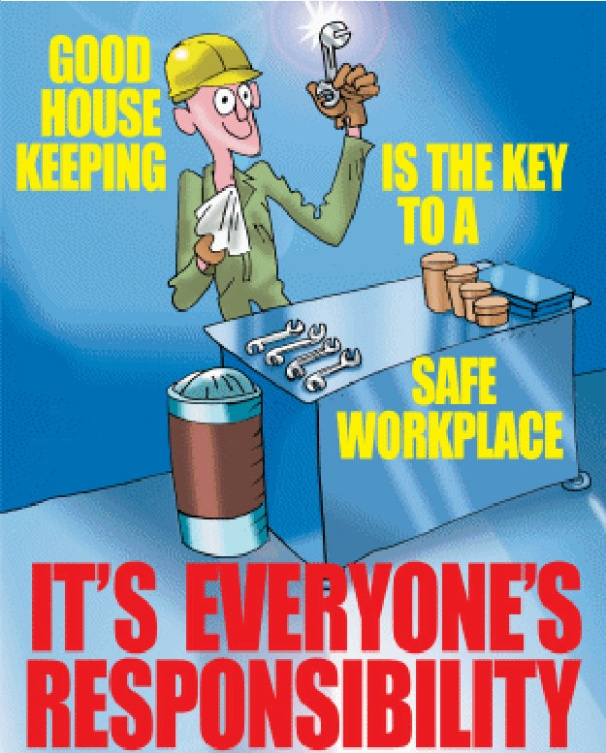 GOOD
HOUSE
KEEPING
IS THE KEY
TO A
SAFE
WORKPLACE
IT'S EVERYONE'S
RESPONSIBILITY